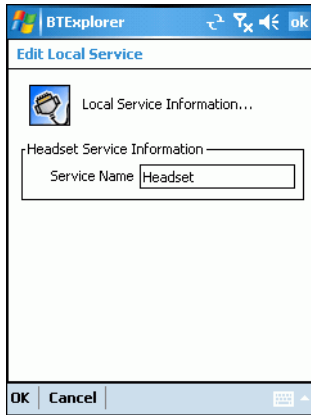 BTExplorer ok
Edit Local Service
Local Service Information...
Headset Service Information
Service Name Headset
OK Cancel